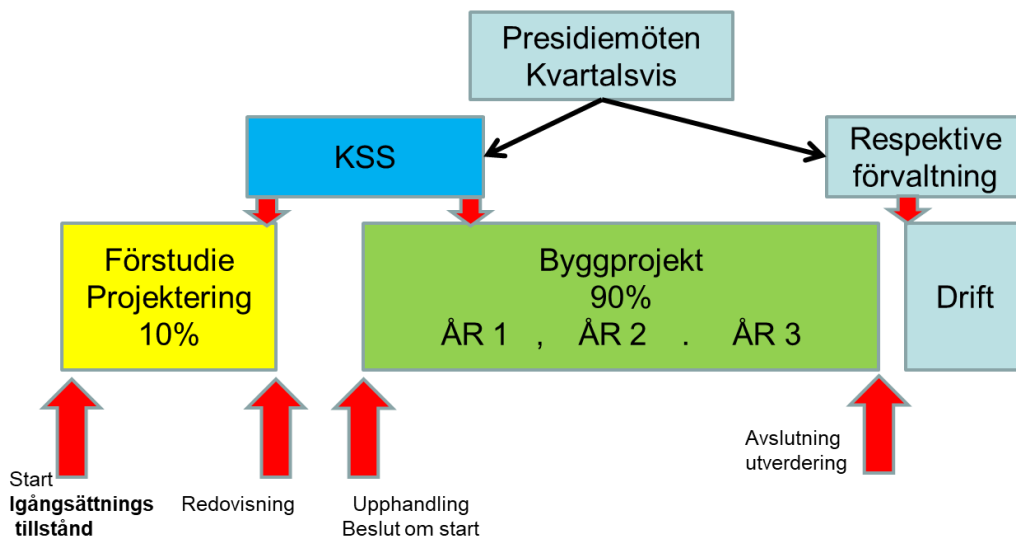 Presidiemöten
Kvartalsvis
KSS
Respektive
förvaltning
Förstudie
Projektering
10%
Byggprojekt
90%
ÅR 1 , ÅR 2 . ÅR 3
Drift
Start
Igångsättnings
tillstånd
Redovisning
Upphandling
Beslut om start
Avslutning
utverdering